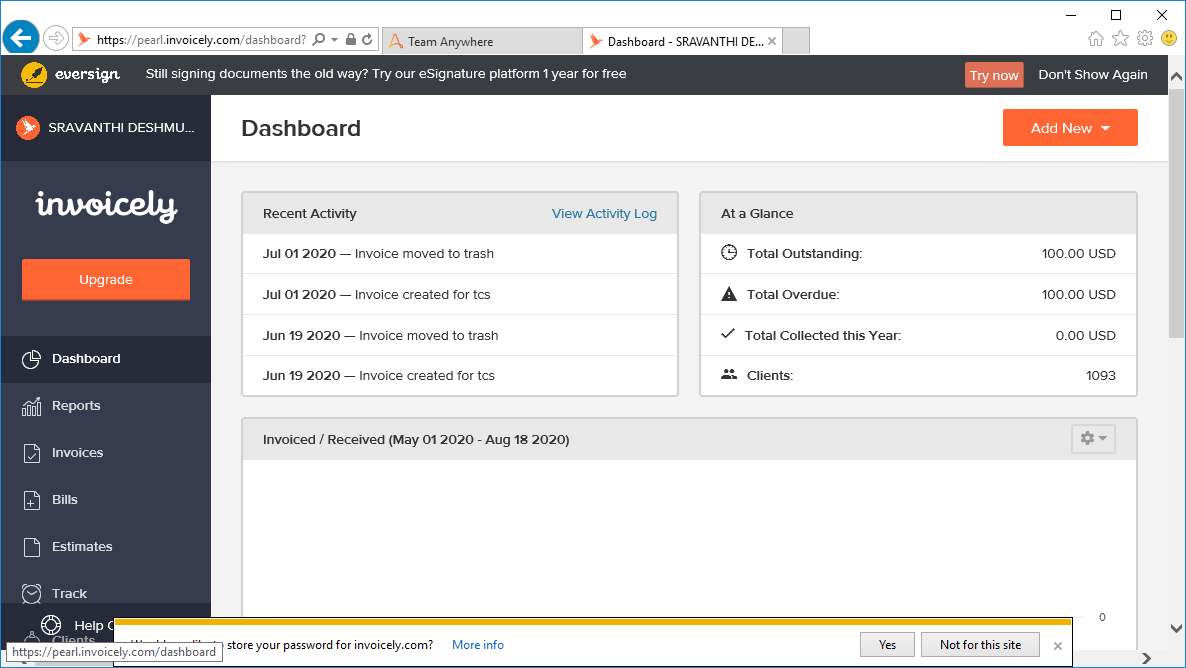 https://pearl.invoicely.com/dashboard?
Team Anywhere
Dashboard - SRAVANTHI DE...
eversign
Still signing documents the old way? Try our eSignature platform 1 year for free
Try now
Don't Show Again
SRAVANTHI DESHMU...
Dashboard
Add New
invoicely
Upgrade
Dashboard
Reports
Invoices
Bills
Estimates
Track
Help
Clients
Recent Activity
View Activity Log
Jul 01 2020 — Invoice moved to trash
Jul 01 2020 — Invoice created for tcs
Jun 19 2020 — Invoice moved to trash
Jun 19 2020 — Invoice created for tcs
At a Glance
Total Outstanding: 100.00 USD
Total Overdue: 100.00 USD
Total Collected this Year: 0.00 USD
Clients: 1093
Invoiced / Received (May 01 2020 - Aug 18 2020)
0
store your password for invoicely.com?
More info
Yes
Not for this site
https://pearl.invoicely.com/dashboard